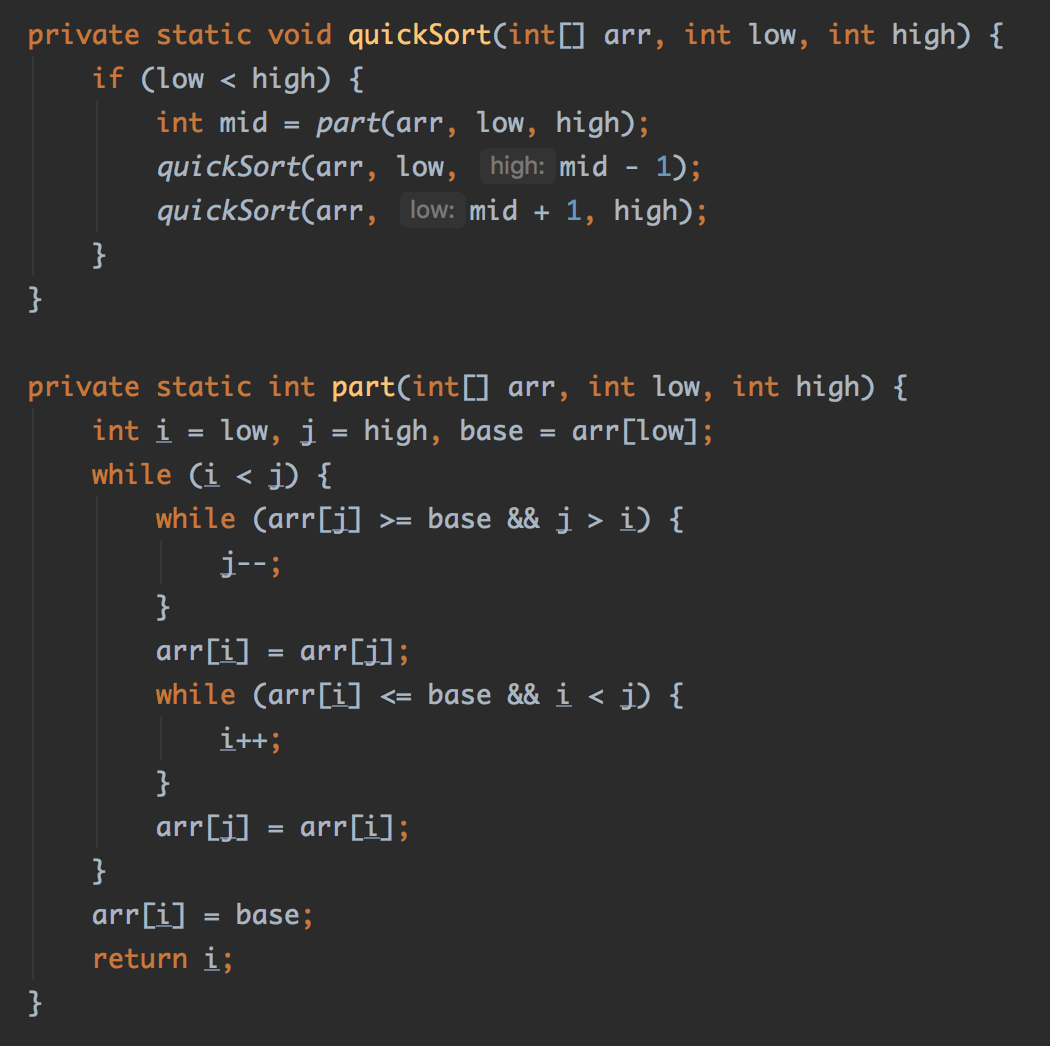 private static void quickSort(int[] arr, int low, int high) {
    if (low < high) {
        int mid = part(arr, low, high);
        quickSort(arr, low, high: mid - 1);
        quickSort(arr, low: mid + 1, high);
    }
}

private static int part(int[] arr, int low, int high) {
    int i = low, j = high, base = arr[low];
    while (i < j) {
        while (arr[j] >= base && j > i) {
            j--;
        }
        arr[i] = arr[j];
        while (arr[i] <= base && i < j) {
            i++;
        }
        arr[j] = arr[i];
    }
    arr[i] = base;
    return i;
}